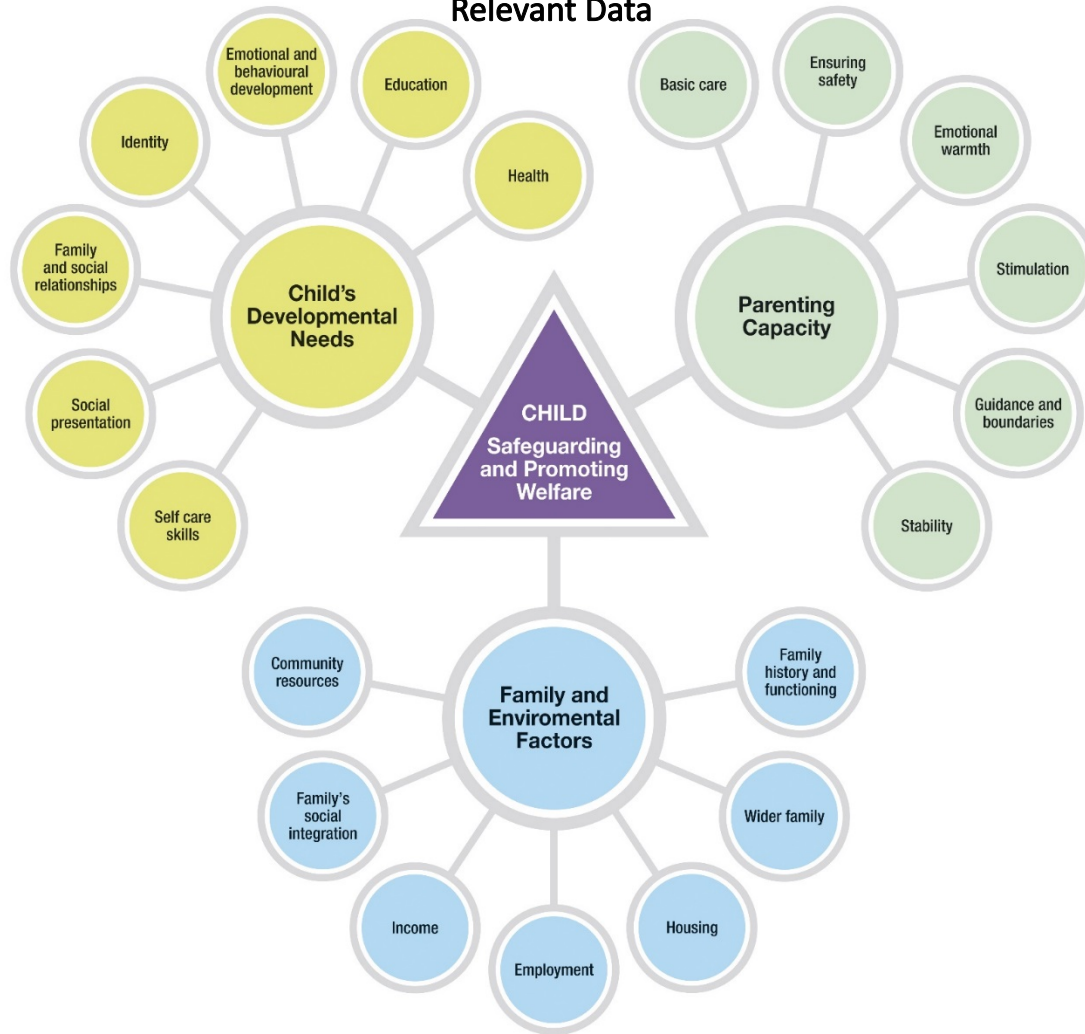 Relevant Data
Emotional and
behavioural
development
Education
Identity
Health
Family
and social
relationships
Child's
Developmental
Needs
Social
presentation
Self care
skills
Basic care
Ensuring
safety
Emotional
warmth
Stimulation
Parenting
Capacity
Guidance and
boundaries
Stability
CHILD
Safeguarding
and Promoting
Welfare
Community
resources
Family and
Enviromental
Factors
Family
history and
functioning
Family's
social
integration
Wider family
Income
Employment
Housing